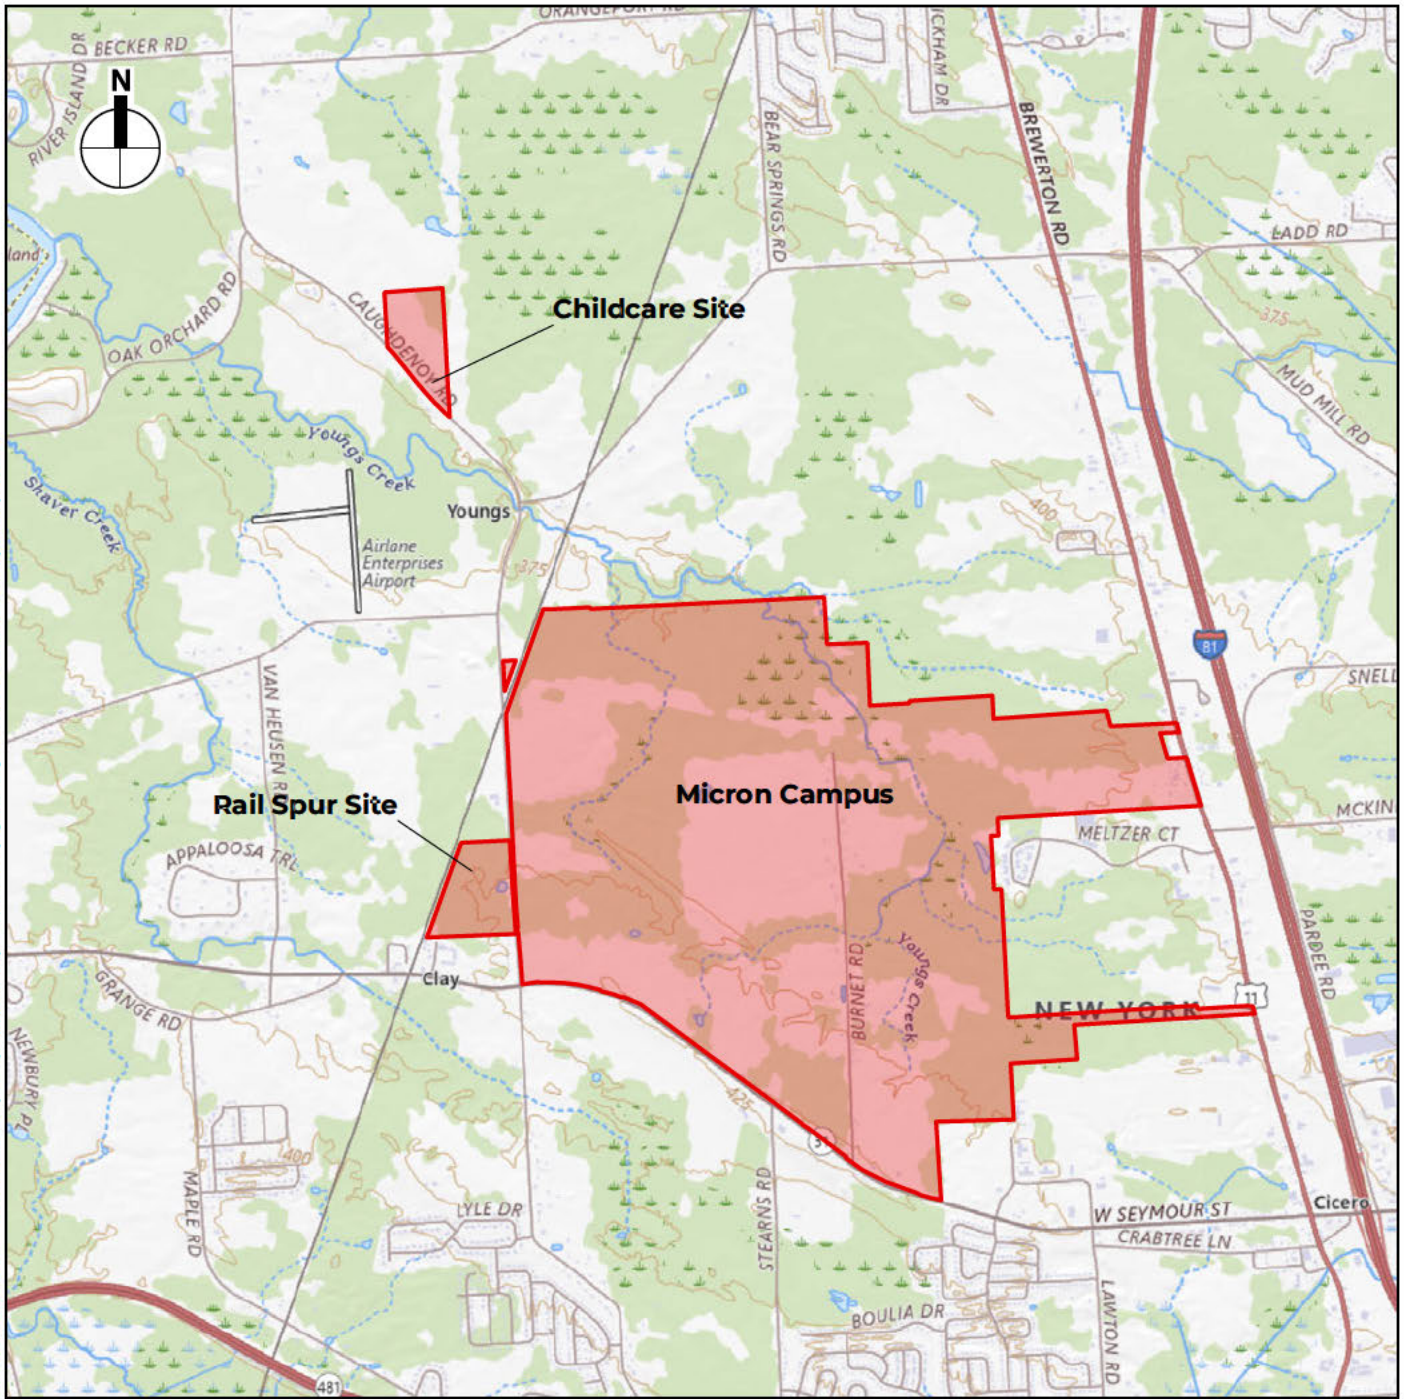 ORANGEPORT RD
BECKER RD
RIVER ISLAND DR
N
ICKHAM DR
BEAR SPRINGS RD
BREWERTON RD
LADD RD
land
OAK ORCHARD RD
CAUGHDENOY RD
Childcare Site
375
MUD MILL RD
Youngs Creek
Shaver Creek
Youngs
400
Airlane
Enterprises
Airport
375
81
SNELL
VAN HEUSEN RD
Micron Campus
Rail Spur Site
MCKIN
MELTZER CT
APPALOOSA TRL
PARDEE RD
Youngs Creek
BURNET RD
Clay
GRANGE RD
NEW YORK
11
NEWBURY PL
425
31
400
MAPLE RD
LYLE DR
STEARNS RD
W SEYMOUR ST
Cicero
CRABTREE LN
LAWTON RD
BOULIA DR
481